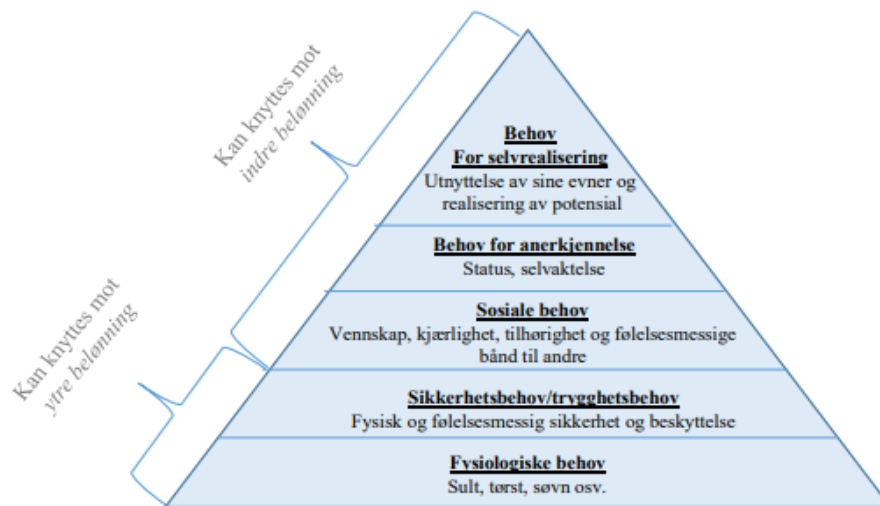 Kan knyttes mot
indre belønning
Behov
For selvrealisering
Utnyttelse av sine evner og
realisering av potensial
Behov for anerkjennelse
Status, selvaktelse
Sosiale behov
Vennskap, kjærlighet, tilhørighet og følelsesmessige
bånd til andre
Kan knyttes mot
ytre belønning
Sikkerhetsbehov/trygghetsbehov
Fysisk og følelsesmessig sikkerhet og beskyttelse
Fysiologiske behov
Sult, tørst, søvn osv.